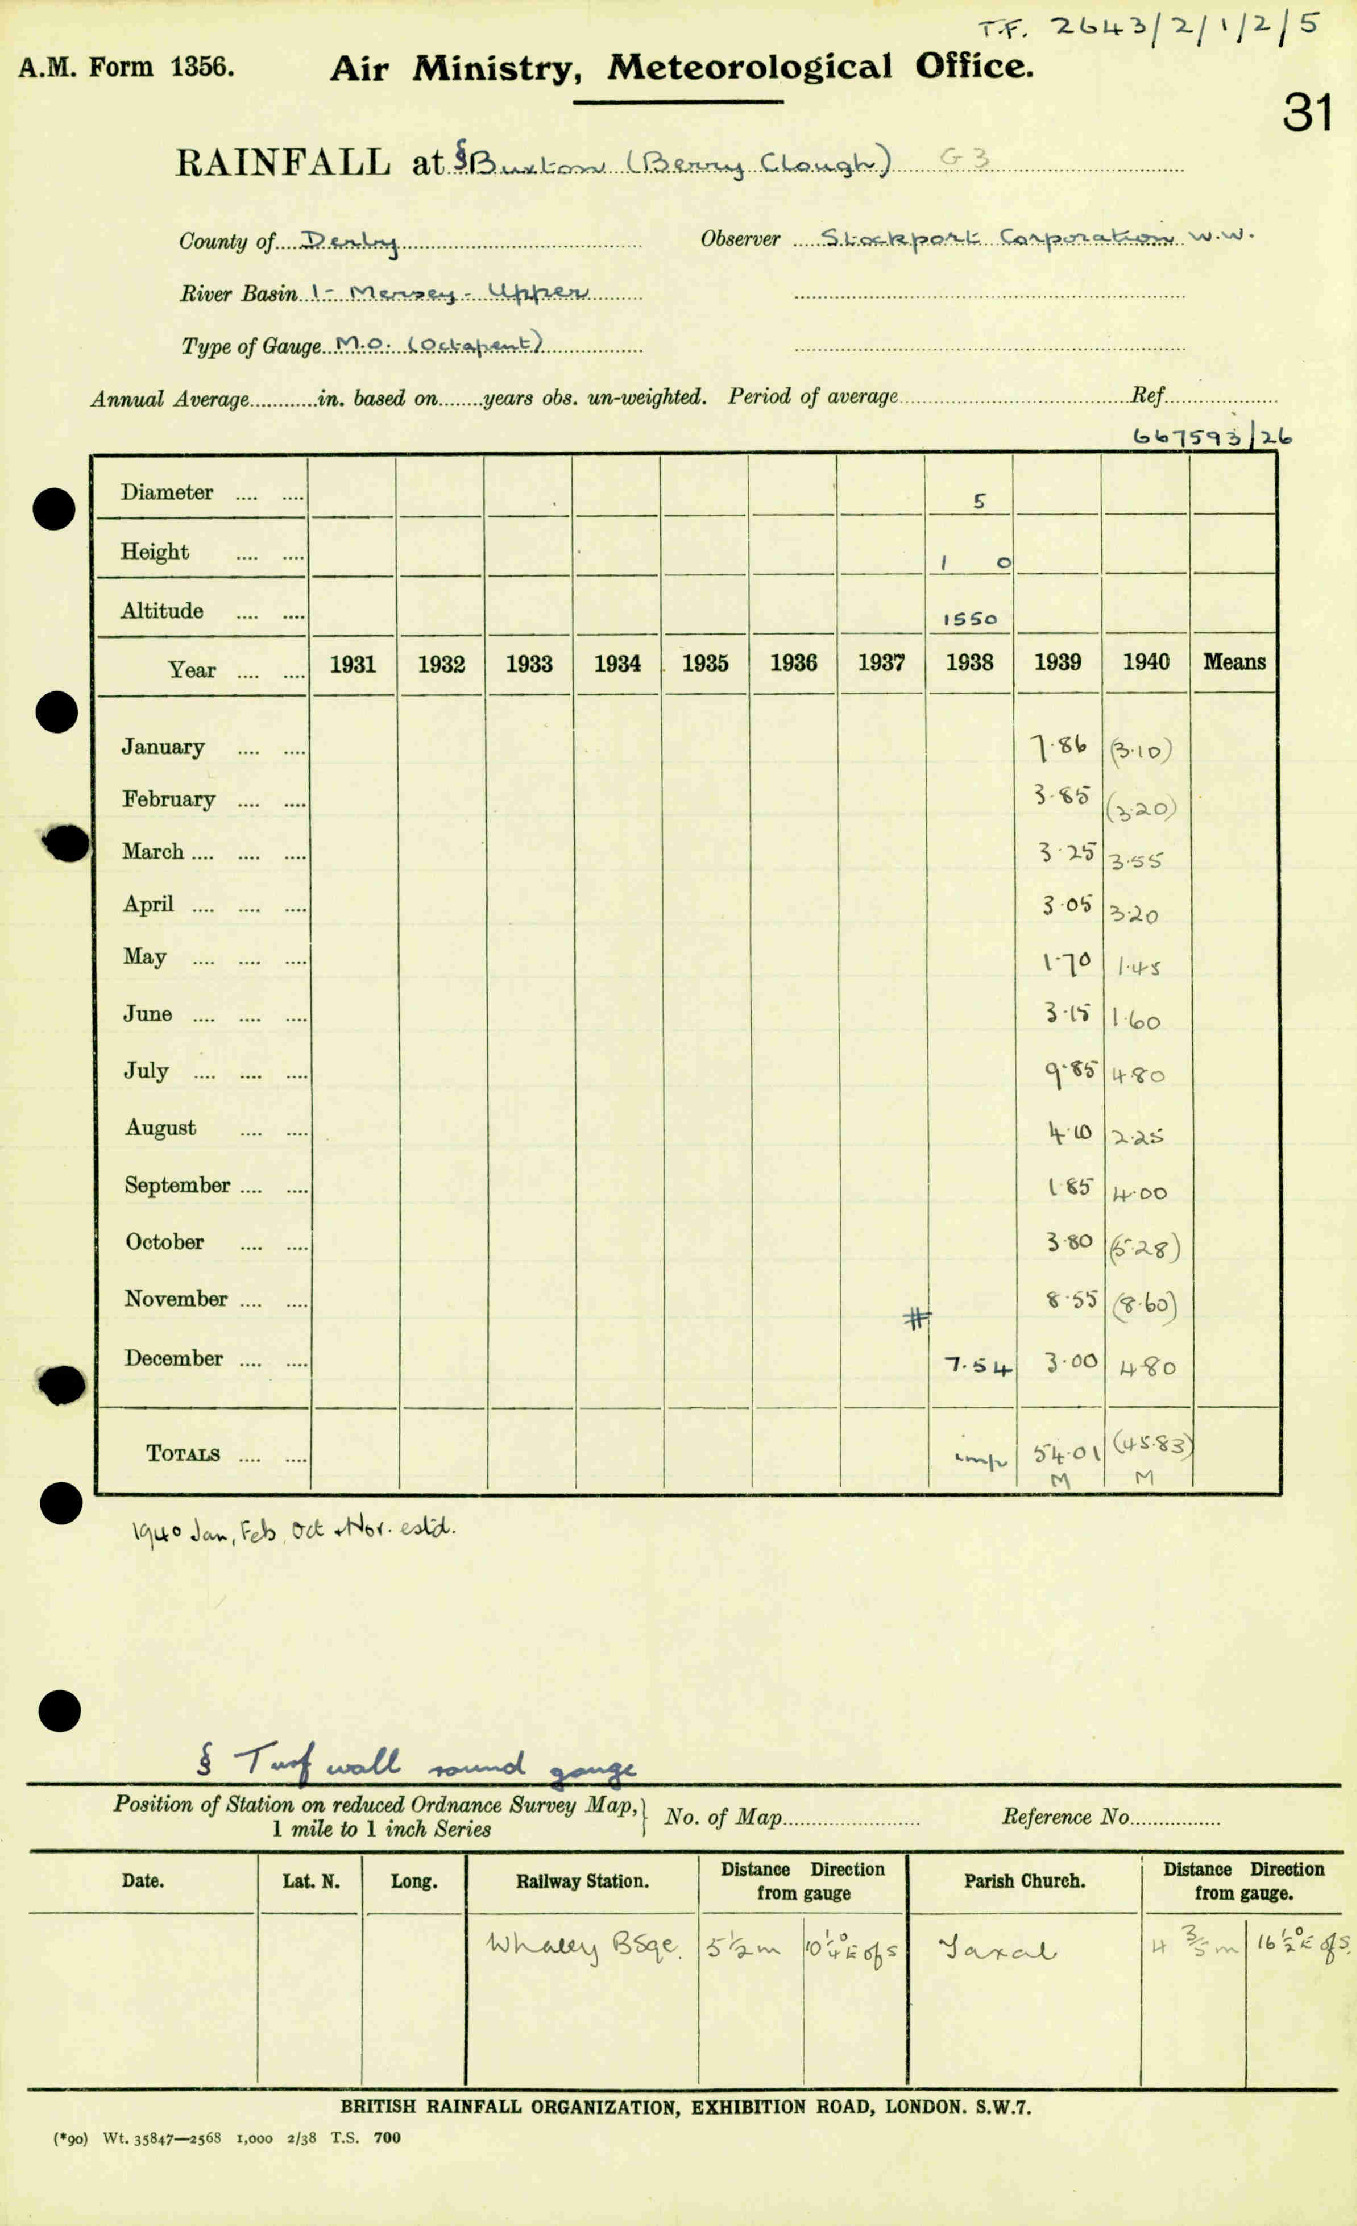 T.F. 2643/2/1/2/5
A.M. Form 1356. Air Ministry, Meteorological Office.
31
RAINFALL at § Buxton (Berry Clough) G3
County of Derby Observer Stockport Corporation W.W.
River Basin 1 - Mersey - Upper
Type of Gauge M.O. (Octapent)
Annual Average............in. based on........years obs. un-weighted. Period of average Ref.
667593/26
Diameter .... .... 5
Height .... .... 1 0
Altitude .... .... 1550
Year .... .... 1931 1932 1933 1934 1935 1936 1937 1938 1939 1940 Means
January .... .... 7.86 (3.10)
February .... .... 3.85 (3.20)
March .... .... .... 3.25 3.55
April .... .... .... 3.05 3.20
May .... .... .... 1.70 1.45
June .... .... .... 3.15 1.60
July .... .... .... 9.85 4.80
August .... .... 4.10 2.25
September .... .... 1.85 4.00
October .... .... 3.80 (5.28)
November .... .... 8.55 (8.60)
#
December .... .... 7.54 3.00 4.80
TOTALS .... .... imp 54.01 (45.83)
M M
1940 Jan, Feb, Oct + Nov. estd.
§ Turf wall round gauge
Position of Station on reduced Ordnance Survey Map, } No. of Map Reference No.
1 mile to 1 inch Series
Date. Lat. N. Long. Railway Station. Distance Direction from gauge Parish Church. Distance Direction from gauge.
Whaley Bdge. 5 1/2 m 10 1/4° E of S Taxal 4 3/5 m 16 1/2° E of S.
BRITISH RAINFALL ORGANIZATION, EXHIBITION ROAD, LONDON. S.W.7.
(*90) Wt. 35847—2568 1,000 2/38 T.S. 700